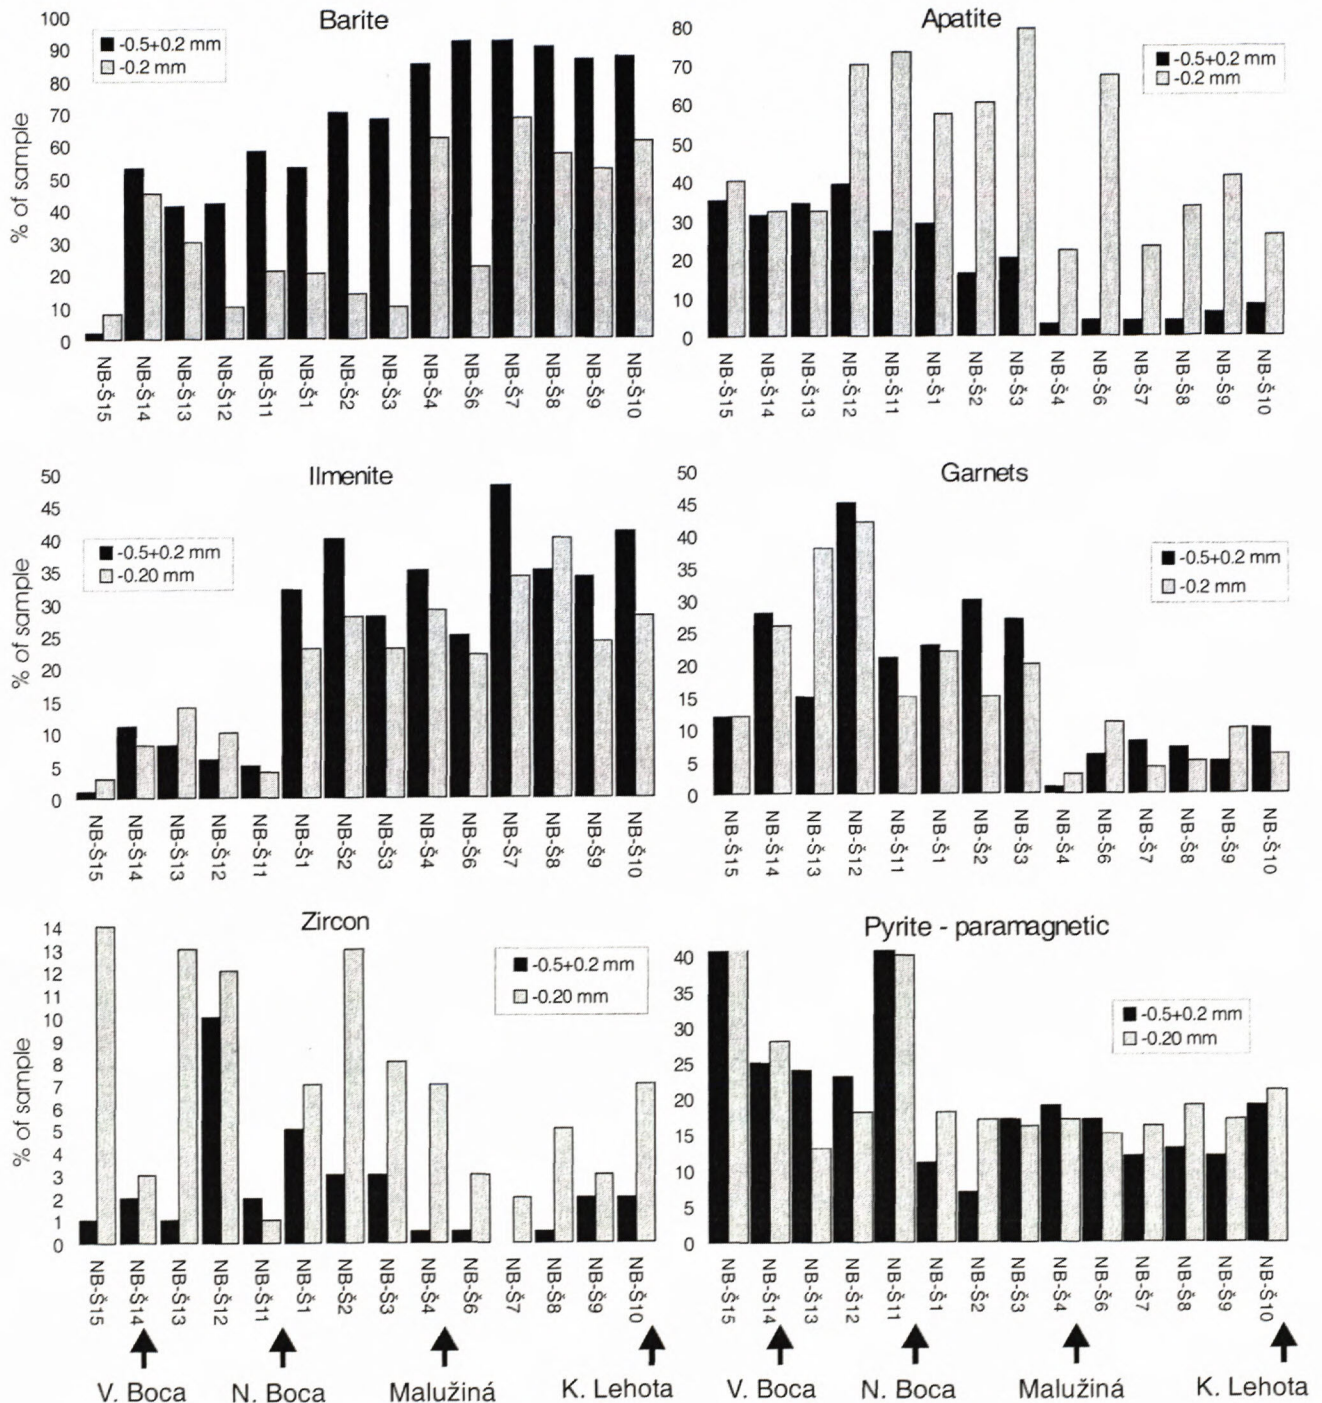 Barite
% of sample
100
90
80
70
60
50
40
30
20
10
0
-0.5+0.2 mm
-0.2 mm
NB-Š15
NB-Š14
NB-Š13
NB-Š12
NB-Š11
NB-Š1
NB-Š2
NB-Š3
NB-Š4
NB-Š6
NB-Š7
NB-Š8
NB-Š9
NB-Š10
Apatite
80
70
60
50
40
30
20
10
0
-0.5+0.2 mm
-0.2 mm
NB-Š15
NB-Š14
NB-Š13
NB-Š12
NB-Š11
NB-Š1
NB-Š2
NB-Š3
NB-Š4
NB-Š6
NB-Š7
NB-Š8
NB-Š9
NB-Š10
Ilmenite
% of sample
50
45
40
35
30
25
20
15
10
5
0
-0.5+0.2 mm
-0.20 mm
NB-Š15
NB-Š14
NB-Š13
NB-Š12
NB-Š11
NB-Š1
NB-Š2
NB-Š3
NB-Š4
NB-Š6
NB-Š7
NB-Š8
NB-Š9
NB-Š10
Garnets
50
45
40
35
30
25
20
15
10
5
0
-0.5+0.2 mm
-0.2 mm
NB-Š15
NB-Š14
NB-Š13
NB-Š12
NB-Š11
NB-Š1
NB-Š2
NB-Š3
NB-Š4
NB-Š6
NB-Š7
NB-Š8
NB-Š9
NB-Š10
Zircon
% of sample
14
13
12
11
10
9
8
7
6
5
4
3
2
1
0
-0.5+0.2 mm
-0.20 mm
NB-Š15
NB-Š14
NB-Š13
NB-Š12
NB-Š11
NB-Š1
NB-Š2
NB-Š3
NB-Š4
NB-Š6
NB-Š7
NB-Š8
NB-Š9
NB-Š10
V. Boca
N. Boca
Malužiná
K. Lehota
Pyrite - paramagnetic
40
35
30
25
20
15
10
5
0
-0.5+0.2 mm
-0.20 mm
NB-Š15
NB-Š14
NB-Š13
NB-Š12
NB-Š11
NB-Š1
NB-Š2
NB-Š3
NB-Š4
NB-Š6
NB-Š7
NB-Š8
NB-Š9
NB-Š10
V. Boca
N. Boca
Malužiná
K. Lehota